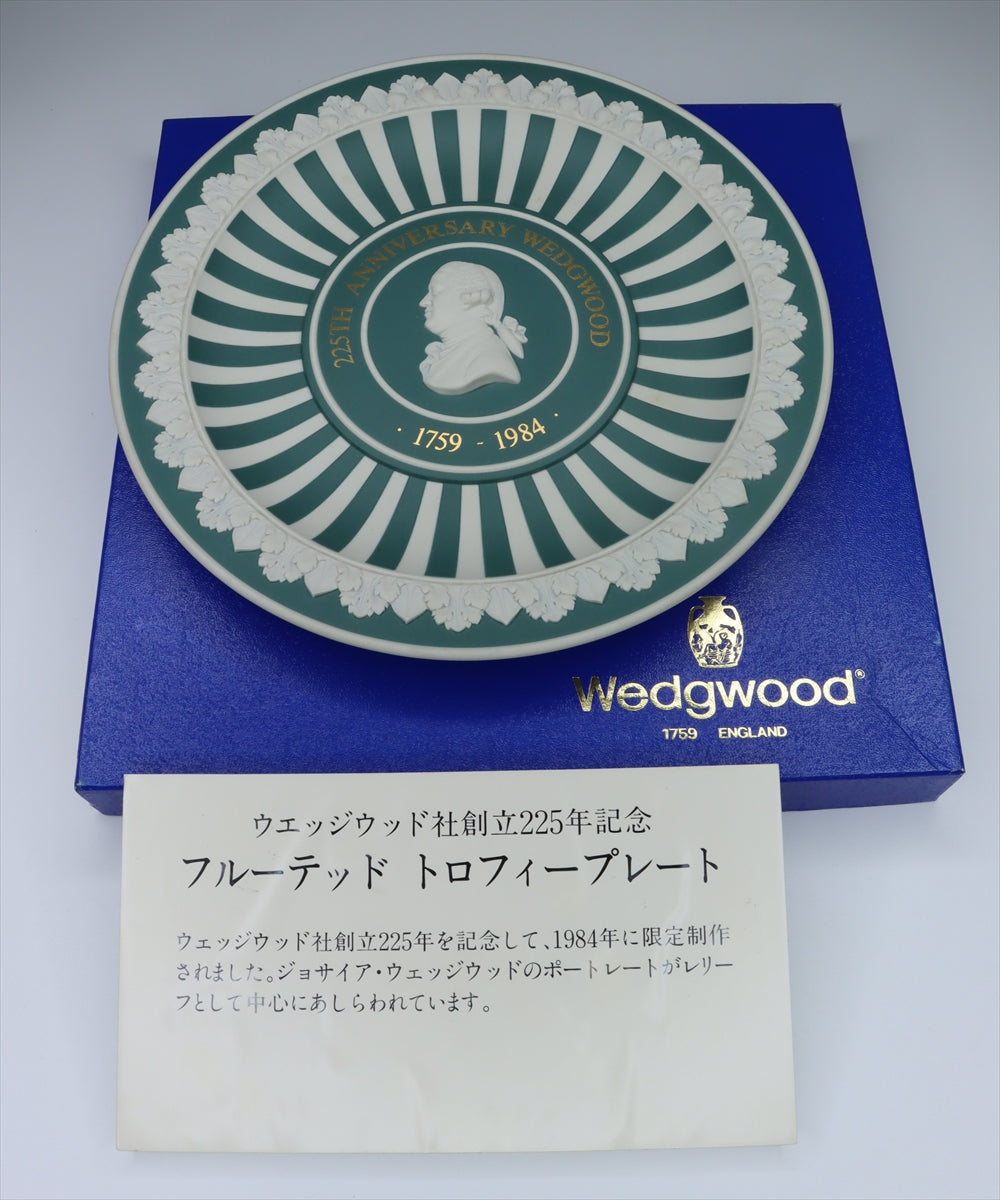 225TH ANNIVERSARY WEDGWOOD
· 1759 - 1984 ·
Wedgwood®
1759 ENGLAND
ウエッジウッド社創立225年記念
フルーテッド トロフィープレート
ウェッジウッド社創立225年を記念して、1984年に限定制作
されました。ジョサイア・ウェッジウッドのポートレートがレリー
フとして中心にあしらわれています。